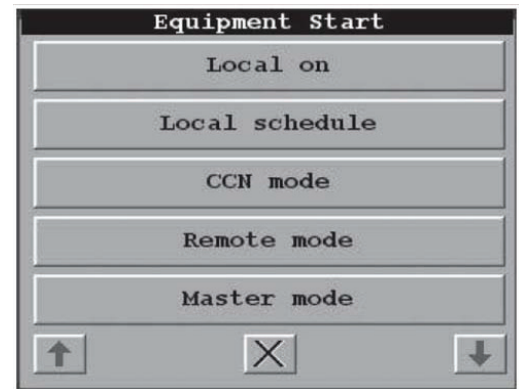 Equipment Start
Local on
Local schedule
CCN mode
Remote mode
Master mode